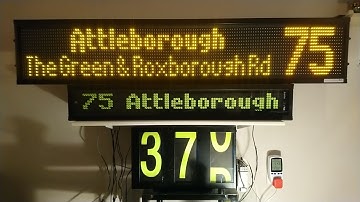 Attleborough
The Green & Roxborough Rd 75
75 Attleborough
37